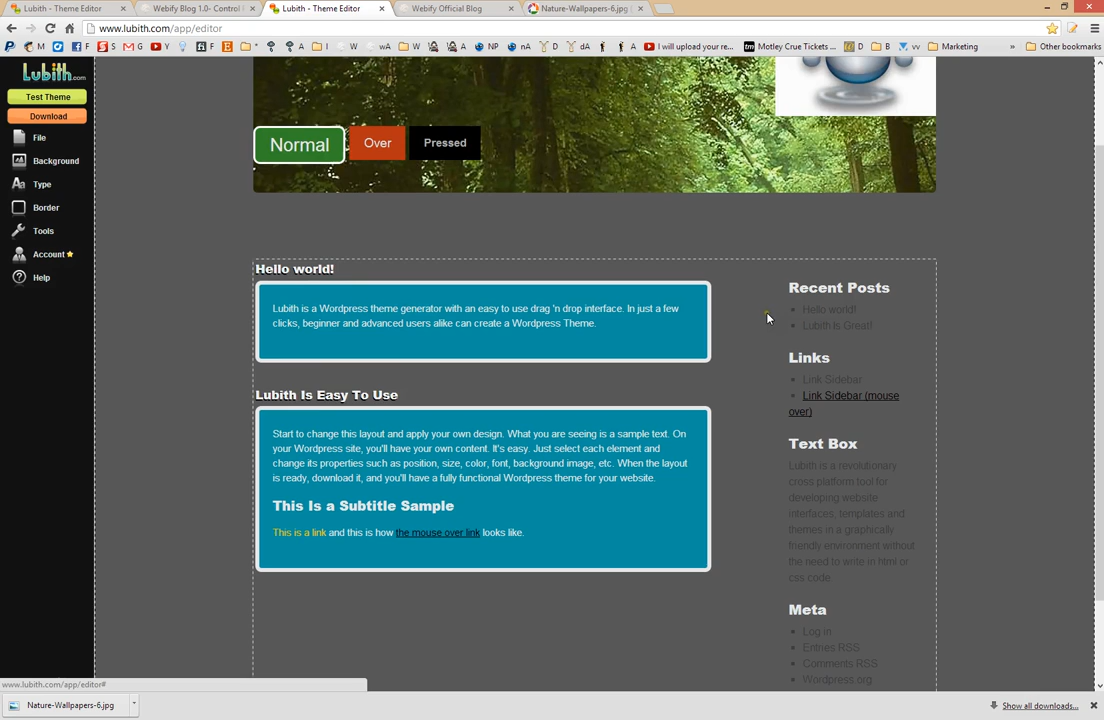 Lubith - Theme Editor
Webify Blog 1.0- Control
Lubith - Theme Editor
Webify Official Blog
Nature-Wallpapers-6.jpg
www.lubith.com/app/editor
M
G
Y
F
I
W
wA
W
A
NP
nA
D
dA
A
I will upload your re...
Motley Crue Tickets ...
D
B
vv
Marketing
»
Other bookmarks
Lubith.com
Test Theme
Download
File
Background
Type
Border
Tools
Account
Help
Normal
Over
Pressed
Hello world!
Lubith is a Wordpress theme generator with an easy to use drag 'n drop interface. In just a few
clicks, beginner and advanced users alike can create a Wordpress Theme.
Lubith Is Easy To Use
Start to change this layout and apply your own design. What you are seeing is a sample text. On
your Wordpress site, you'll have your own content. It's easy. Just select each element and
change its properties such as position, size, color, font, background image, etc. When the layout
is ready, download it, and you'll have a fully functional Wordpress theme for your website.
This Is a Subtitle Sample
This is a link and this is how the mouse over link looks like.
Recent Posts
Hello world!
Lubith Is Great!
Links
Link Sidebar
Link Sidebar (mouse
over)
Text Box
Lubith is a revolutionary
cross platform tool for
developing website
interfaces, templates and
themes in a graphically
friendly environment without
the need to write in html or
css code.
Meta
Log in
Entries RSS
Comments RSS
Wordpress.org
www.lubith.com/app/editor#
Nature-Wallpapers-6.jpg
Show all downloads...